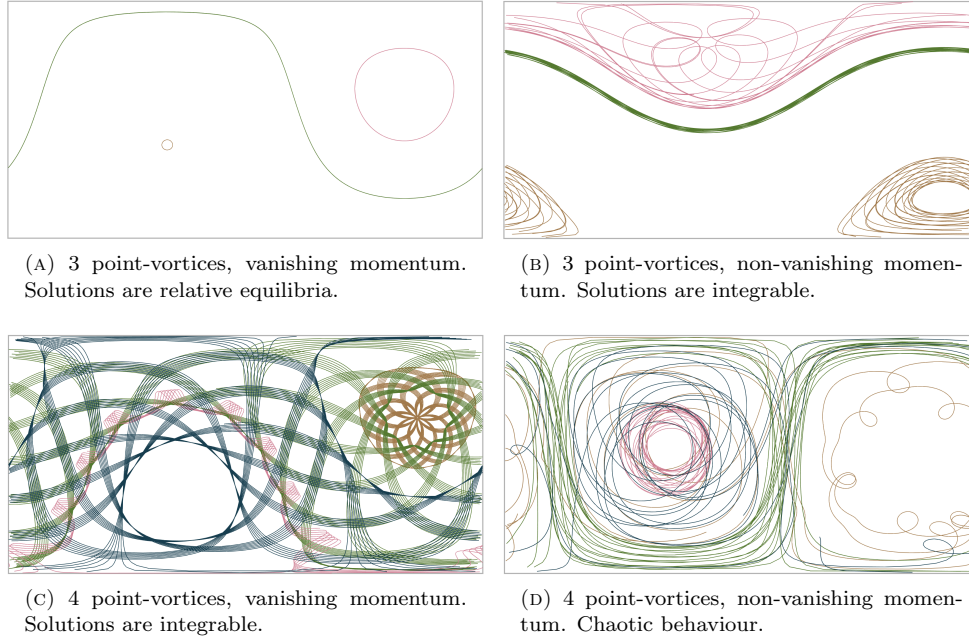 (A) 3 point-vortices, vanishing momentum.
Solutions are relative equilibria.
(B) 3 point-vortices, non-vanishing momen-
tum. Solutions are integrable.
(C) 4 point-vortices, vanishing momentum.
Solutions are integrable.
(D) 4 point-vortices, non-vanishing momen-
tum. Chaotic behaviour.